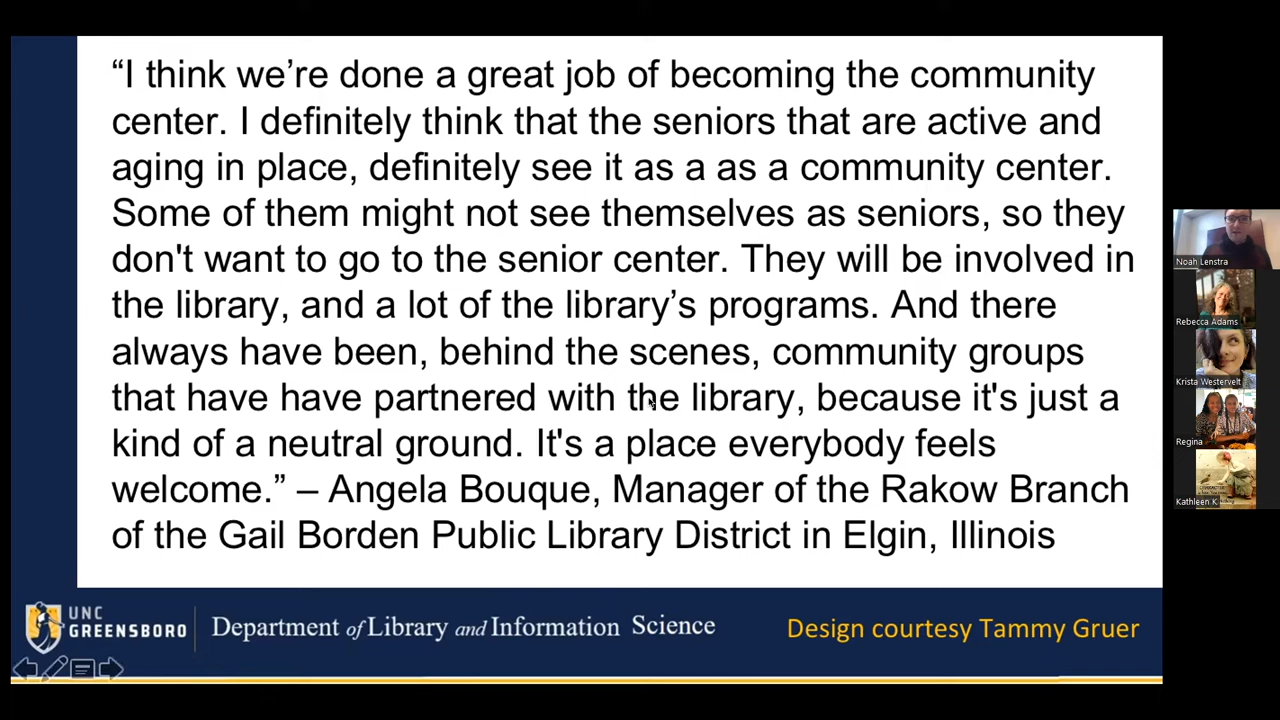 “I think we’re done a great job of becoming the community
center. I definitely think that the seniors that are active and
aging in place, definitely see it as a as a community center.
Some of them might not see themselves as seniors, so they
don't want to go to the senior center. They will be involved in
the library, and a lot of the library’s programs. And there
always have been, behind the scenes, community groups
that have have partnered with the library, because it's just a
kind of a neutral ground. It's a place everybody feels
welcome.” – Angela Bouque, Manager of the Rakow Branch
of the Gail Borden Public Library District in Elgin, Illinois
UNC
GREENSBORO
Department of Library and Information Science
Design courtesy Tammy Gruer
Noah Lenstra
Rebecca Adams
Krista Westervelt
Regina
Kathleen K.